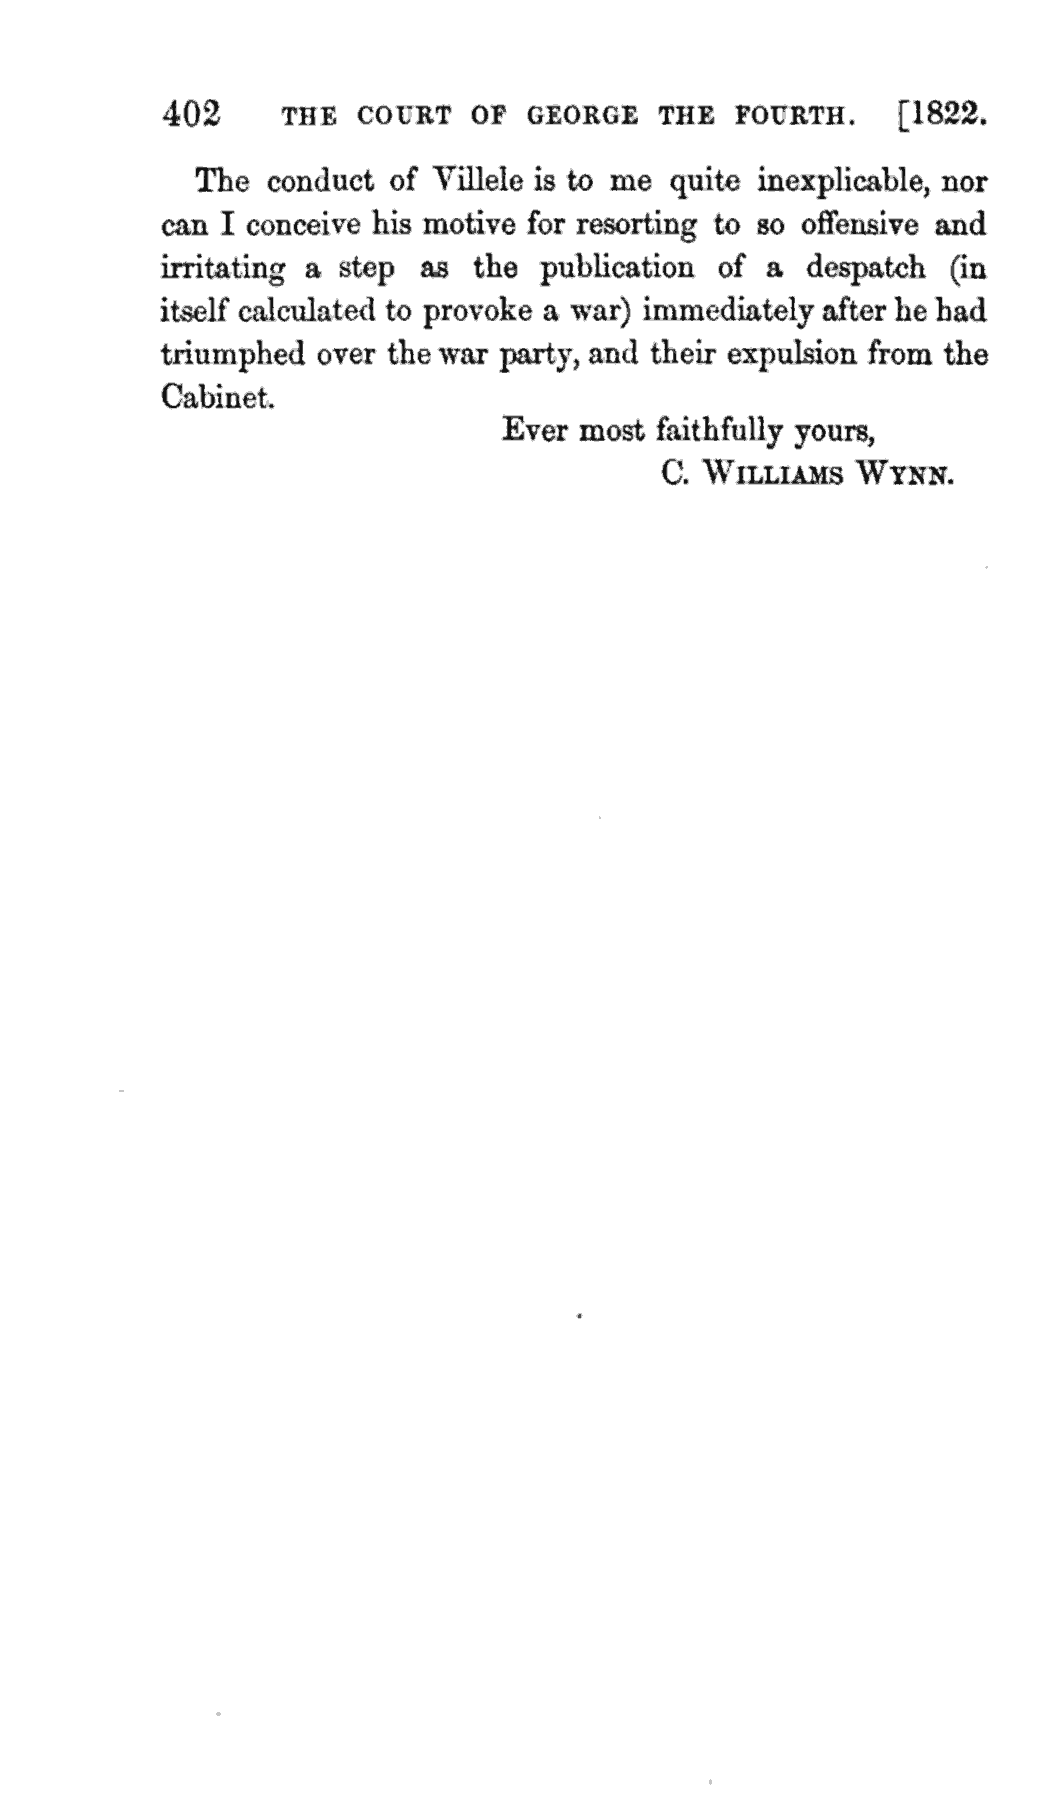 402 THE COURT OF GEORGE THE FOURTH. [1822.
The conduct of Villele is to me quite inexplicable, nor
can I conceive his motive for resorting to so offensive and
irritating a step as the publication of a despatch (in
itself calculated to provoke a war) immediately after he had
triumphed over the war party, and their expulsion from the
Cabinet.
Ever most faithfully yours,
C. WILLIAMS WYNN.